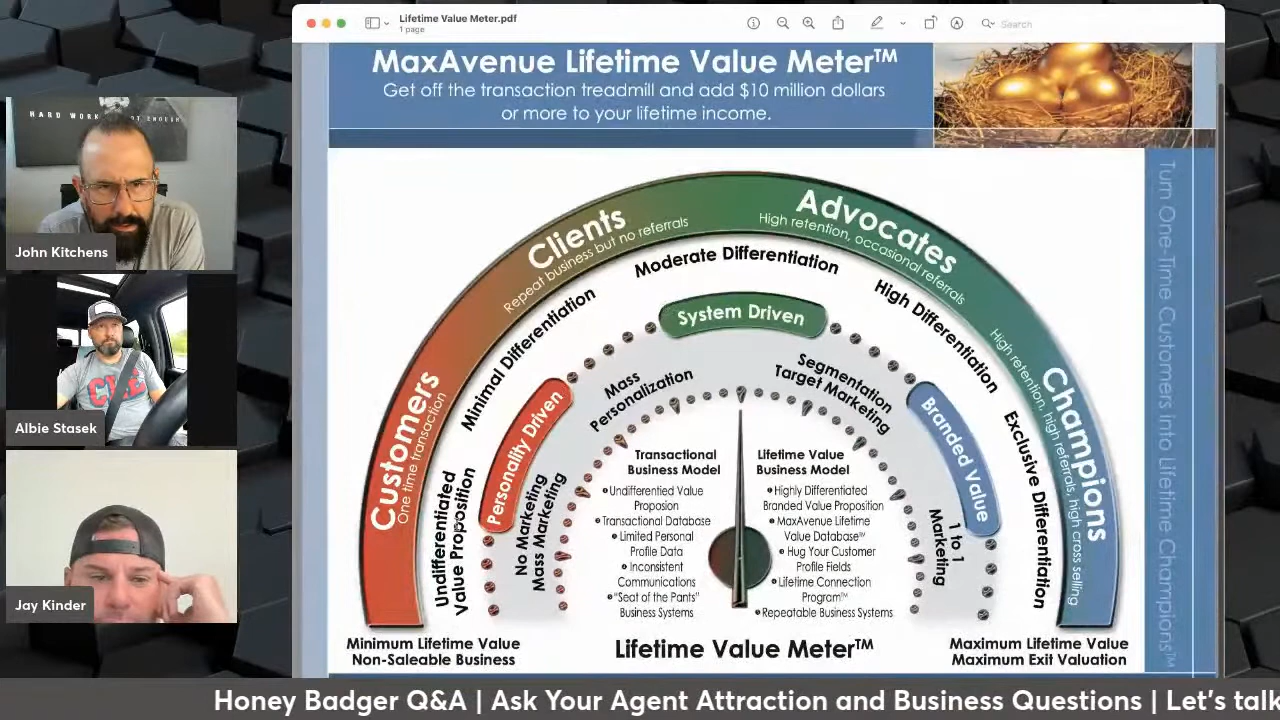 Lifetime Value Meter.pdf
1 page
Search
MaxAvenue Lifetime Value Meter™
Get off the transaction treadmill and add $10 million dollars
or more to your lifetime income.
HARD WORK
NOT ENOUGH
John Kitchens
Albie Stasek
Jay Kinder
Customers
One time transaction
Clients
Repeat business but no referrals
Advocates
High retention, occasional referrals
Champions
High retention, high referrals, high cross selling
Undifferentiated
Value Proposition
Minimal Differentiation
Moderate Differentiation
High Differentiation
Exclusive Differentiation
Personality Driven
System Driven
Branded Value
No Marketing
Mass Marketing
Mass
Personalization
Segmentation
Target Marketing
1 to 1
Marketing
Transactional
Business Model
Undifferentied Value
Proposion
Transactional Database
Limited Personal
Profile Data
Inconsistent
Communications
"Seat of the Pants"
Business Systems
Lifetime Value
Business Model
Highly Differentiated
Branded Value Proposition
MaxAvenue Lifetime
Value Database℠
Hug Your Customer
Profile Fields
Lifetime Connection
Program™
Repeatable Business Systems
Minimum Lifetime Value
Non-Saleable Business
Lifetime Value Meter™
Maximum Lifetime Value
Maximum Exit Valuation
Turn One-Time Customers into Lifetime Champions™
Honey Badger Q&A | Ask Your Agent Attraction and Business Questions | Let's talk